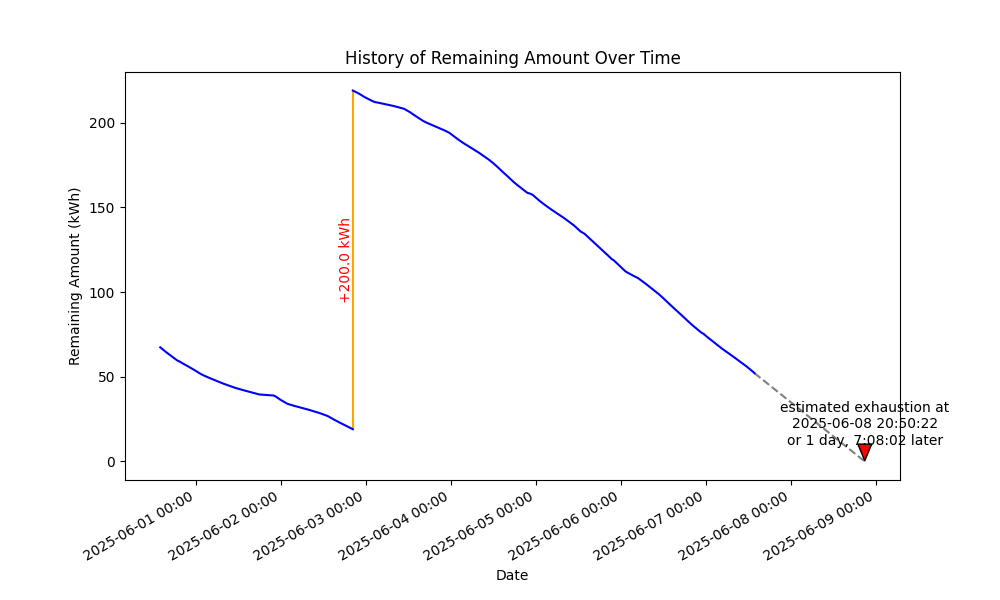 History of Remaining Amount Over Time
Remaining Amount (kWh)
200
150
100
50
0
+200.0 kWh
estimated exhaustion at
2025-06-08 20:50:22
or 1 day, 7:08:02 later
2025-06-01 00:00
2025-06-02 00:00
2025-06-03 00:00
2025-06-04 00:00
2025-06-05 00:00
2025-06-06 00:00
2025-06-07 00:00
2025-06-08 00:00
2025-06-09 00:00
Date